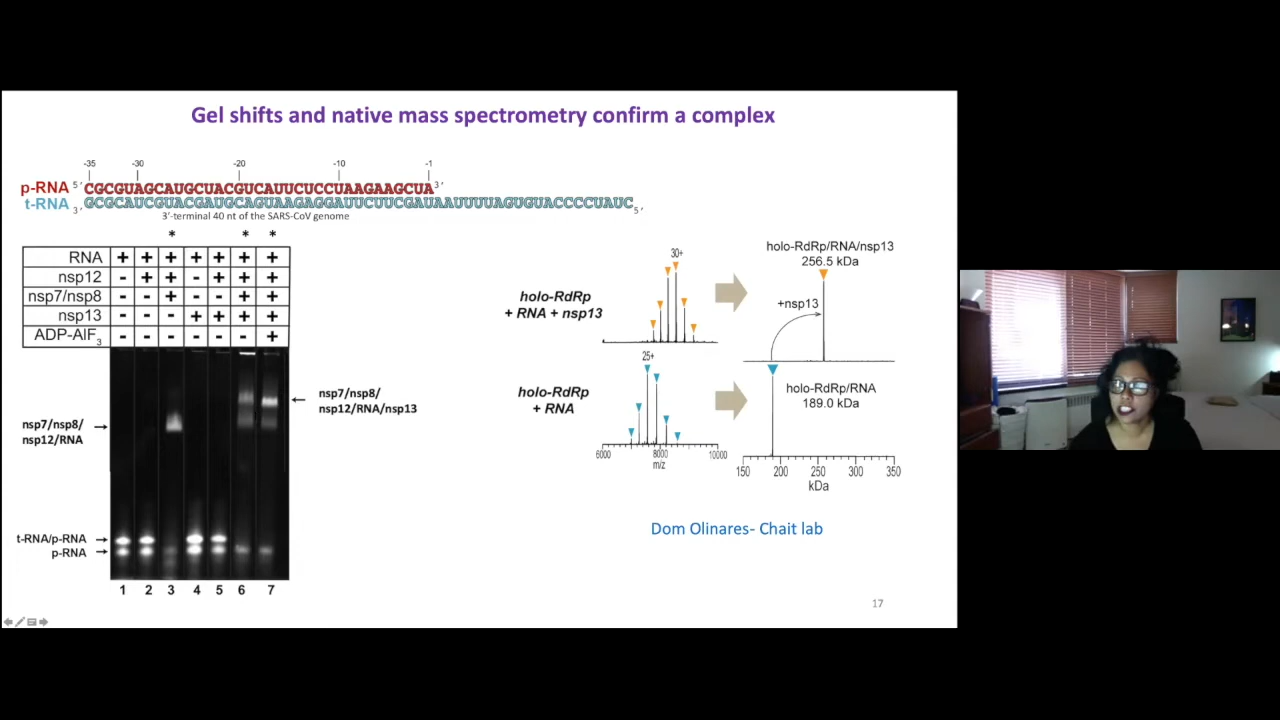 Gel shifts and native mass spectrometry confirm a complex
-35 -30 -20 -10 -1
p-RNA 5' CGCGUAGCAUGCUACGUCAUUCUCCUAAGAAGCUA 3'
t-RNA 3' GCGCAUCGUACGAUGCAGUAAGAGGAUUCUUCGAUAAUUUUAGUGUACCCCUAUC 5'
3'-terminal 40 nt of the SARS-CoV genome
* * *
RNA + + + + + + +
nsp12 - + + - + + +
nsp7/nsp8 - - + - - + +
nsp13 - - - + + + +
ADP-AlF3 - - - - - - +
nsp7/nsp8/
nsp12/RNA
nsp7/nsp8/
nsp12/RNA/nsp13
t-RNA/p-RNA
p-RNA
1 2 3 4 5 6 7
holo-RdRp
+ RNA + nsp13
30+
holo-RdRp/RNA/nsp13
256.5 kDa
+nsp13
holo-RdRp
+ RNA
25+
holo-RdRp/RNA
189.0 kDa
6000 8000 10000
m/z
150 200 250 300 350
kDa
Dom Olinares- Chait lab
17